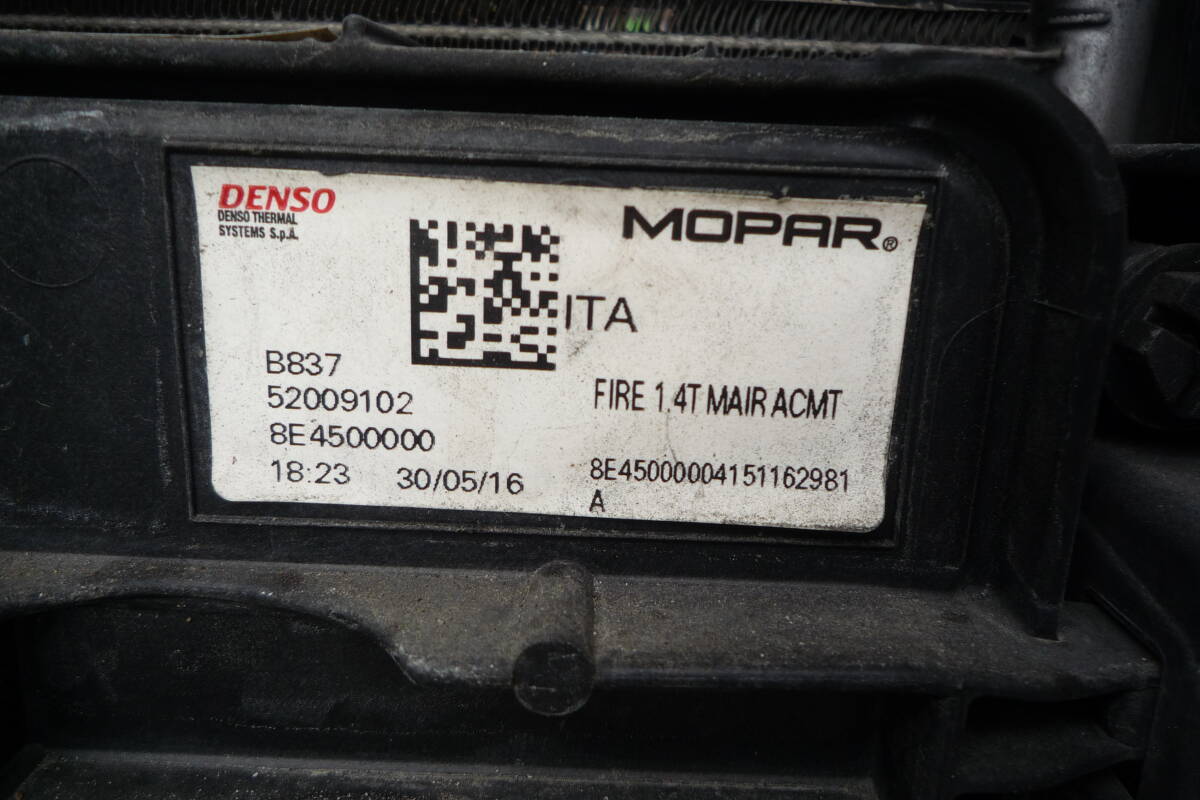 DENSO
DENSO THERMAL
SYSTEMS S.p.A.
MOPAR®
ITA
B837
52009102
8E4500000
18:23 30/05/16
FIRE 1.4T MAIR ACMT
8E45000004151162981
A